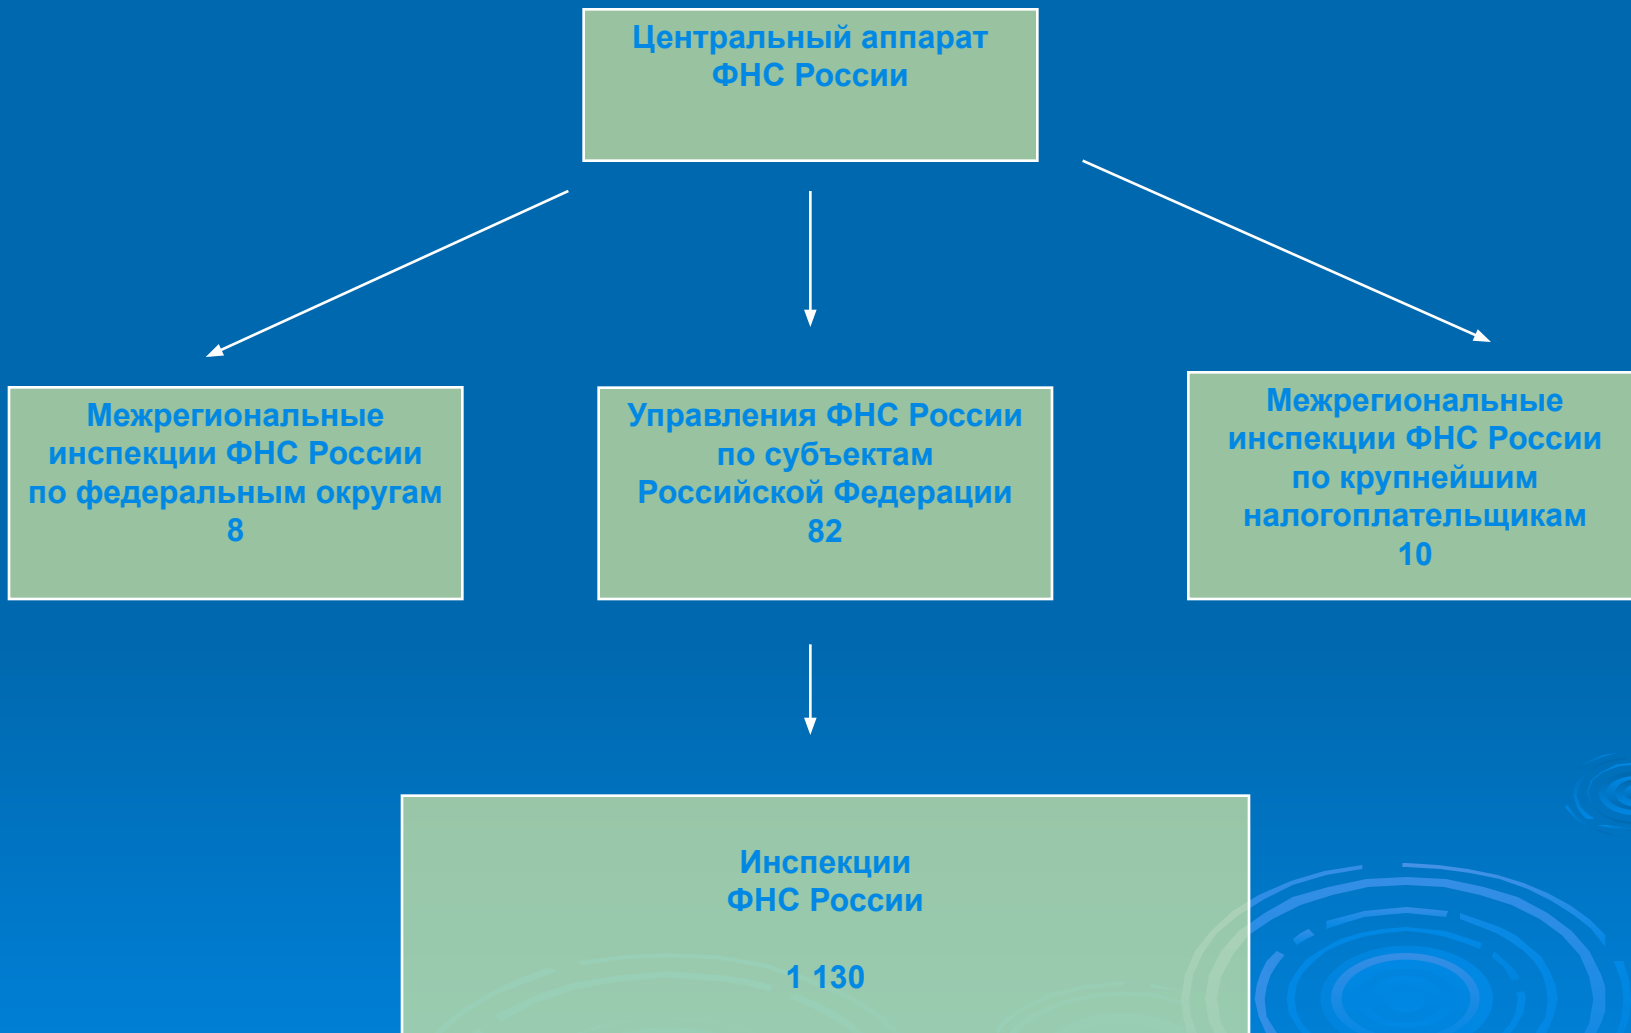 Центральный аппарат
ФНС России
Межрегиональные
инспекции ФНС России
по федеральным округам
8
Управления ФНС России
по субъектам
Российской Федерации
82
Межрегиональные
инспекции ФНС России
по крупнейшим
налогоплательщикам
10
Инспекции
ФНС России
1 130